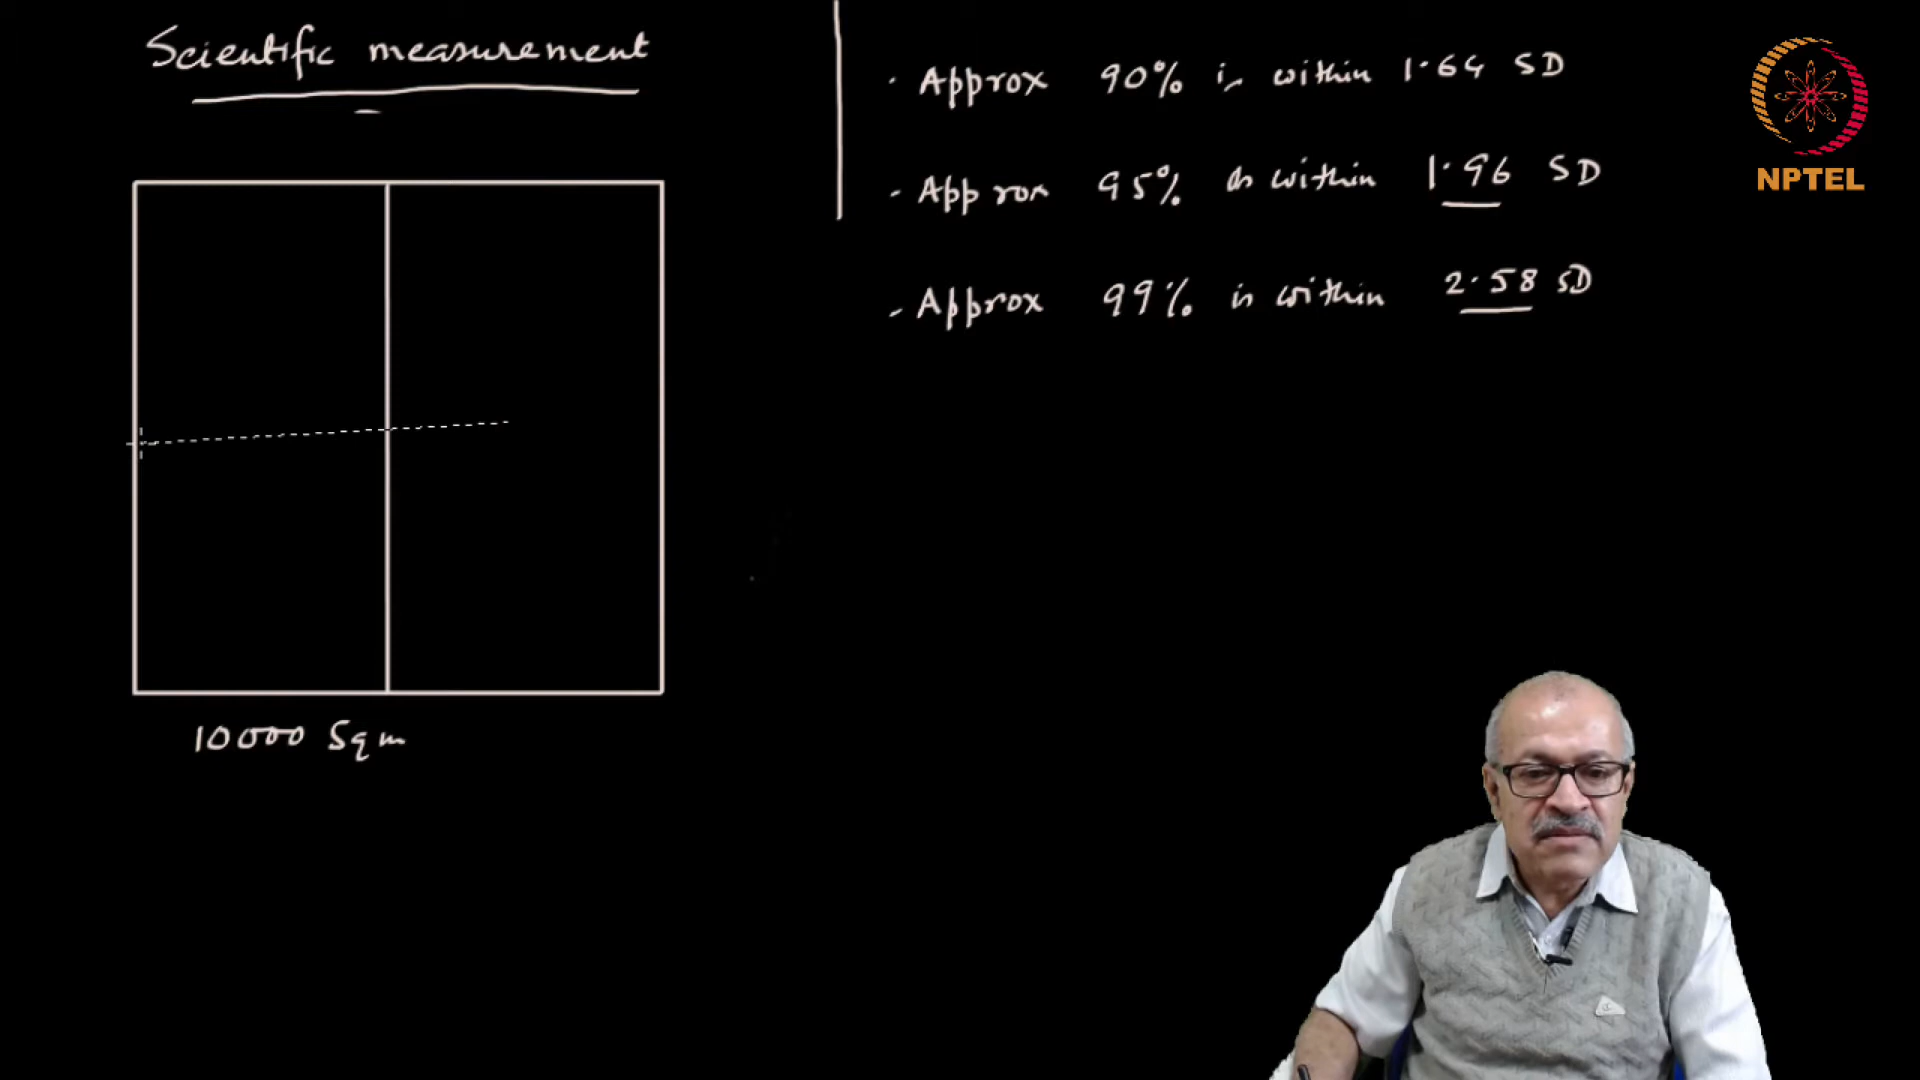 Scientific measurement
10000 Sqm
· Approx 90% is within 1.64 SD
- Approx 95% is within 1.96 SD
- Approx 99% is within 2.58 SD
NPTEL